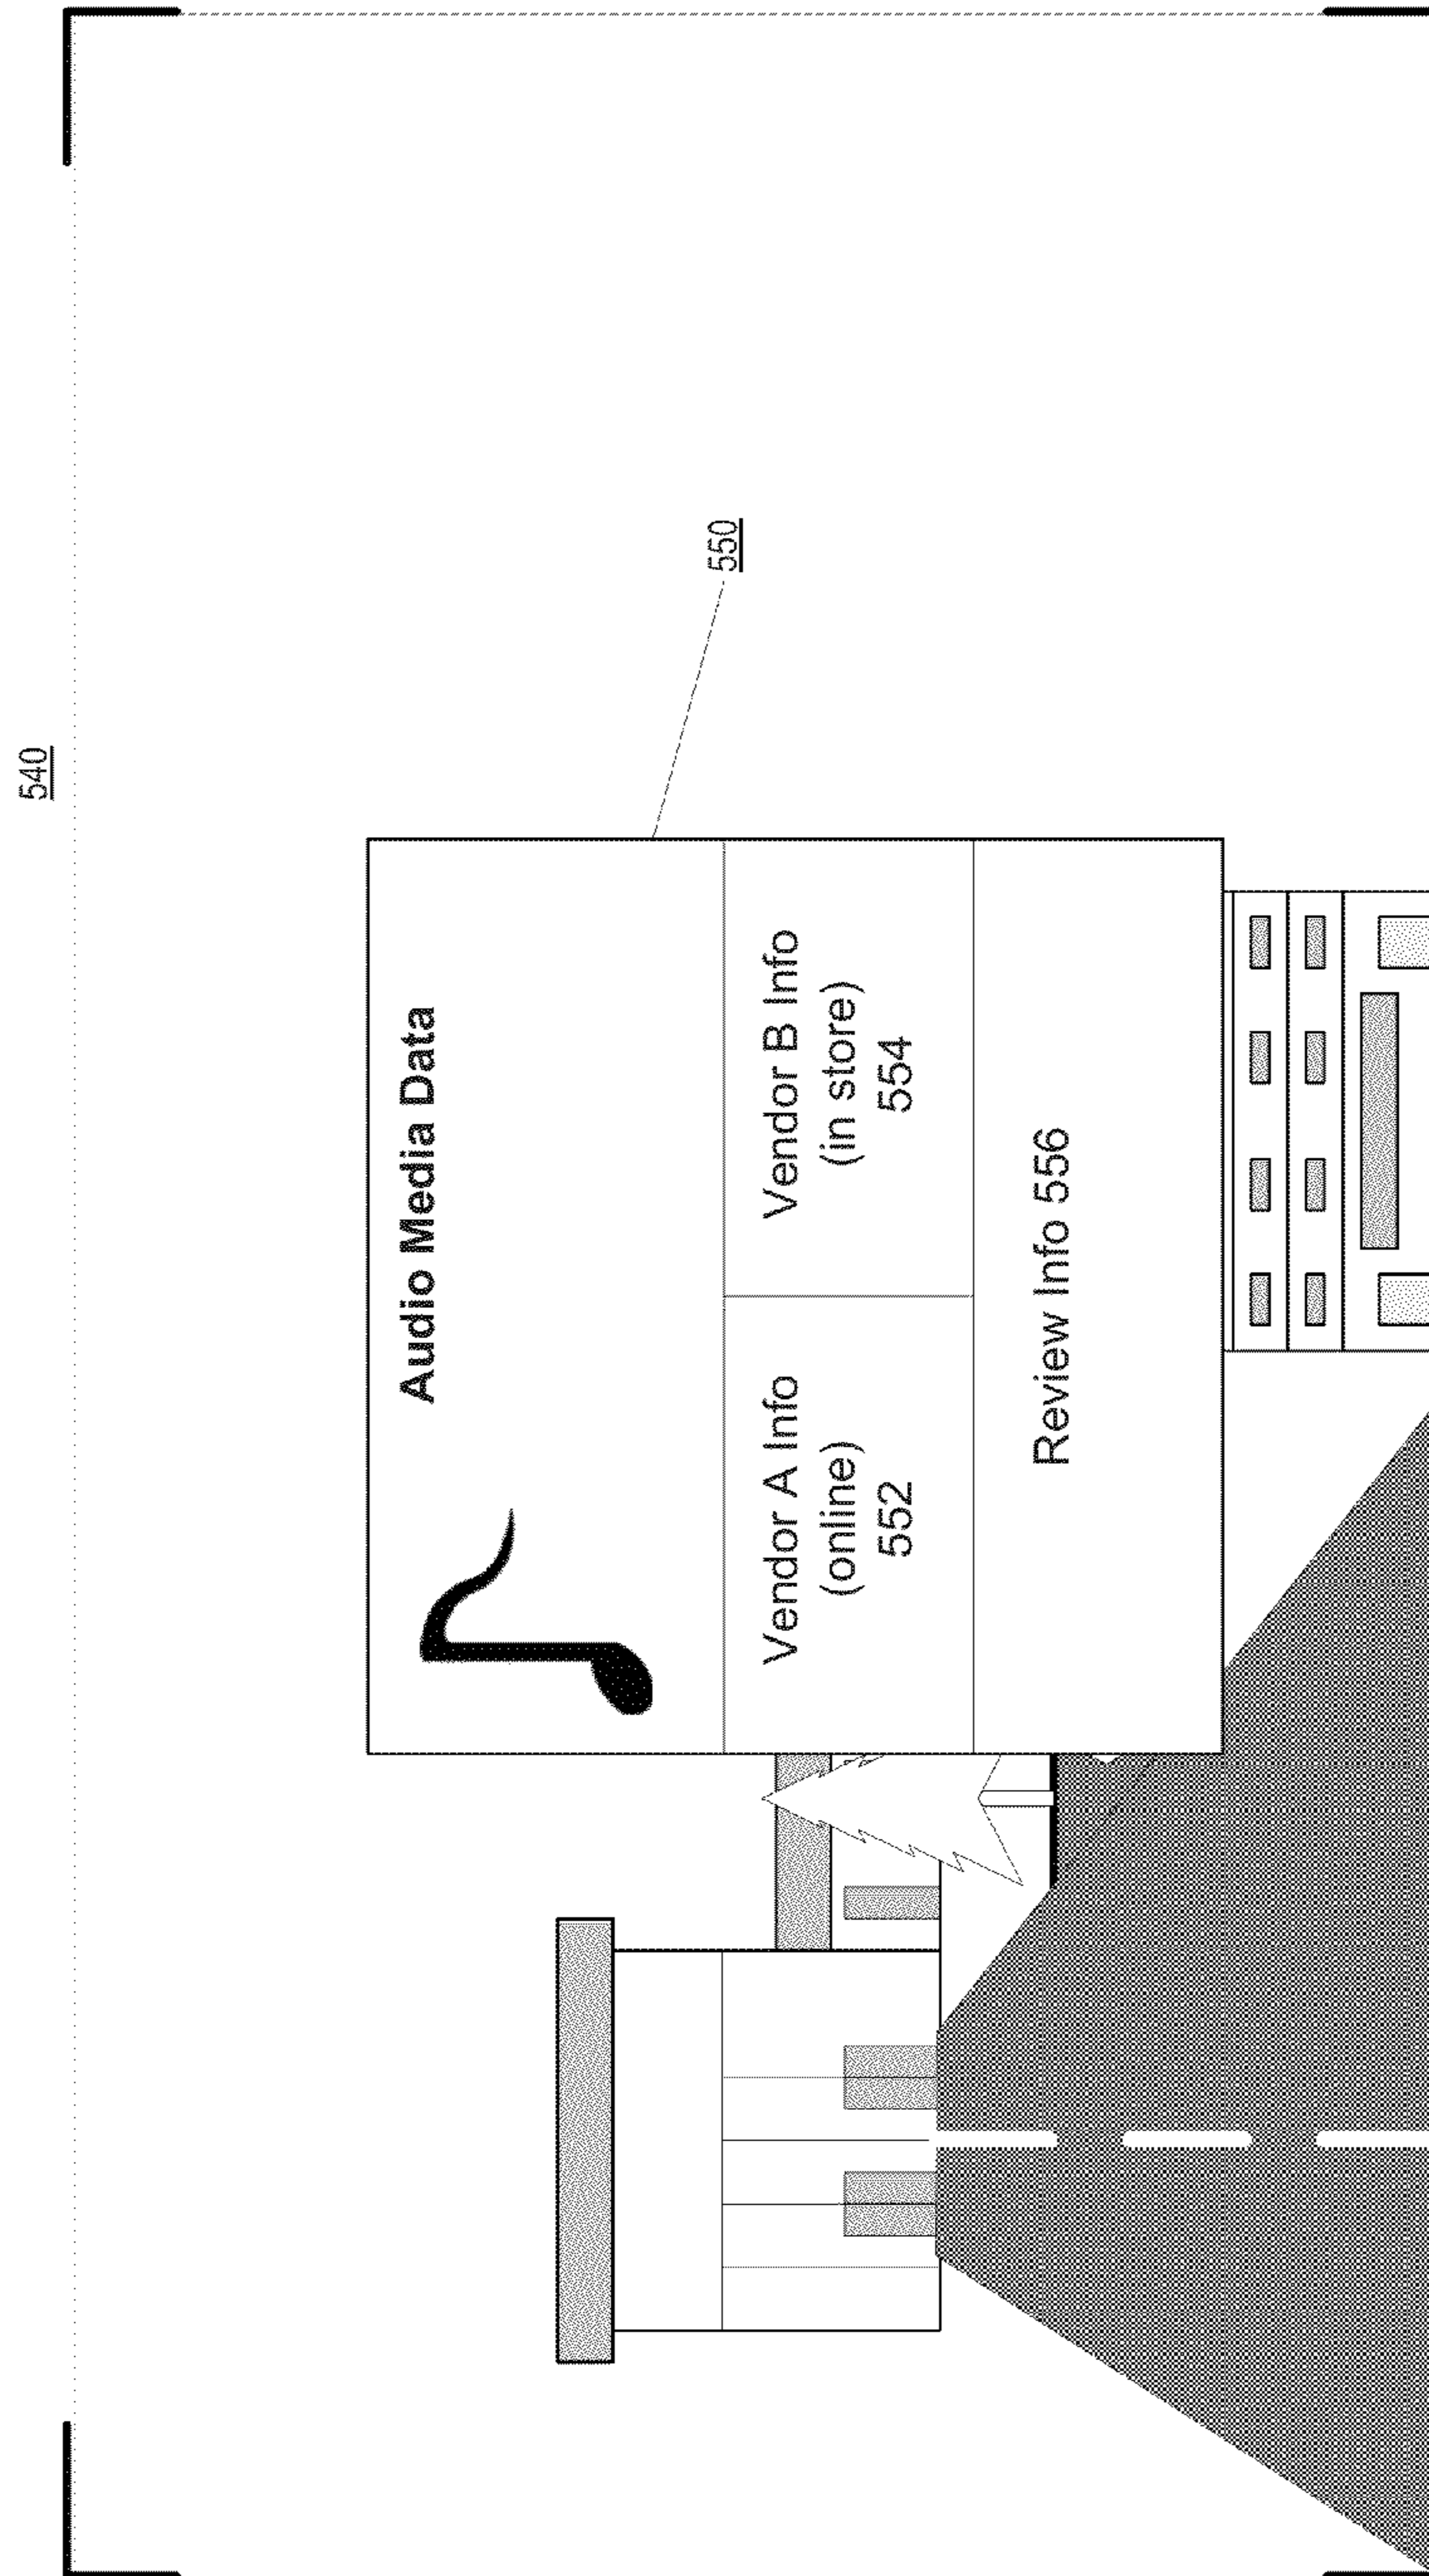 540
550
Audio Media Data
Vendor A Info
(online)
552
Vendor B Info
(in store)
554
Review Info 556